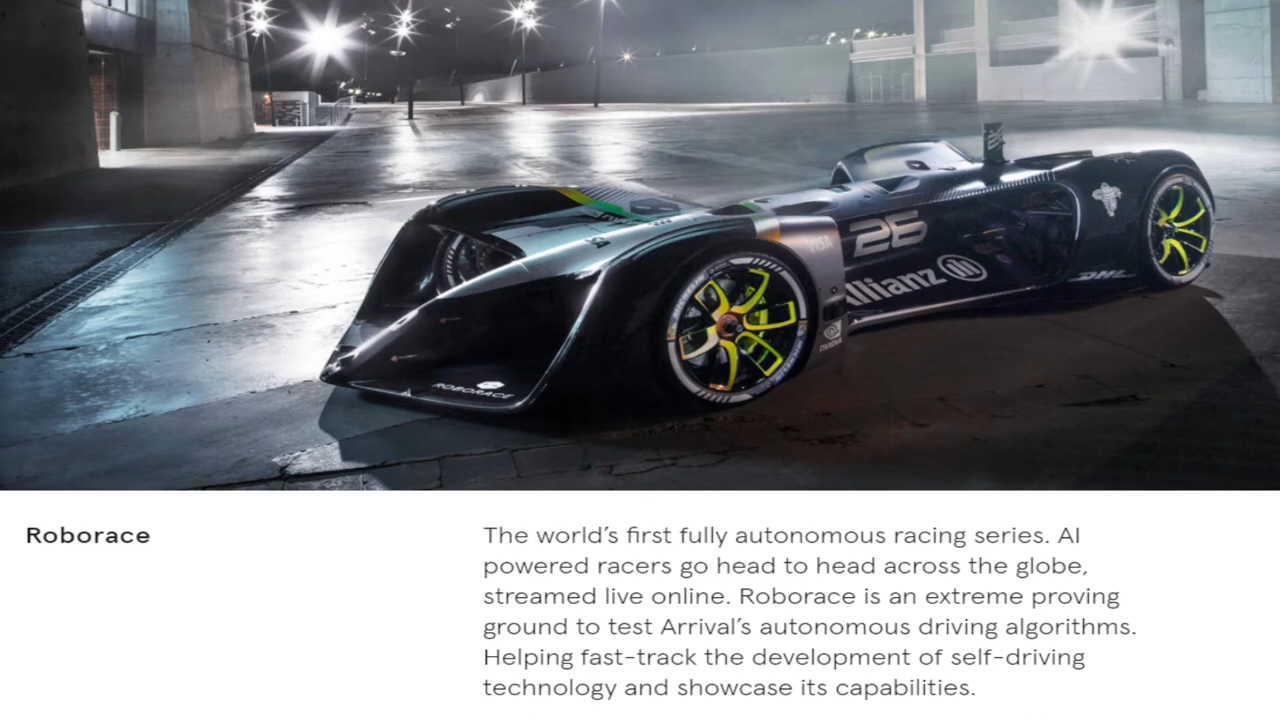 26
VISA
Allianz
DHL
NVIDIA
ROBORACE
Roborace
The world's first fully autonomous racing series. AI
powered racers go head to head across the globe,
streamed live online. Roborace is an extreme proving
ground to test Arrival's autonomous driving algorithms.
Helping fast-track the development of self-driving
technology and showcase its capabilities.